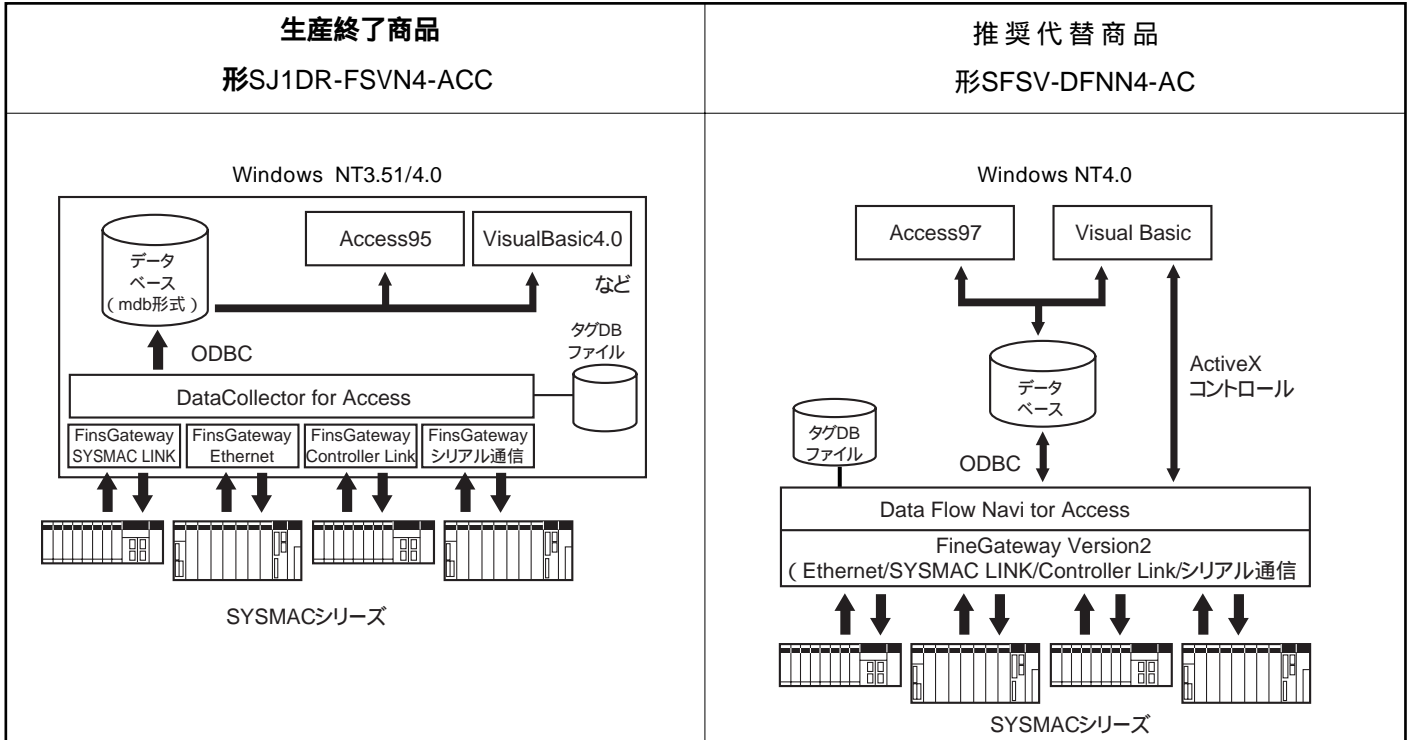 生産終了商品
形SJ1DR-FSVN4-ACC
Windows NT3.51/4.0
データ
ベース
(mdb形式)
Access95
VisualBasic4.0
など
ODBC
タグDB
ファイル
DataCollector for Access
FinsGateway
SYSMAC LINK
FinsGateway
Ethernet
FinsGateway
Controller Link
FinsGateway
シリアル通信
SYSMACシリーズ
推奨代替商品
形SFSV-DFNN4-AC
Windows NT4.0
Access97
Visual Basic
データ
ベース
ActiveX
コントロール
タグDB
ファイル
ODBC
Data Flow Navi tor Access
FineGateway Version2
(Ethernet/SYSMAC LINK/Controller Link/シリアル通信
SYSMACシリーズ